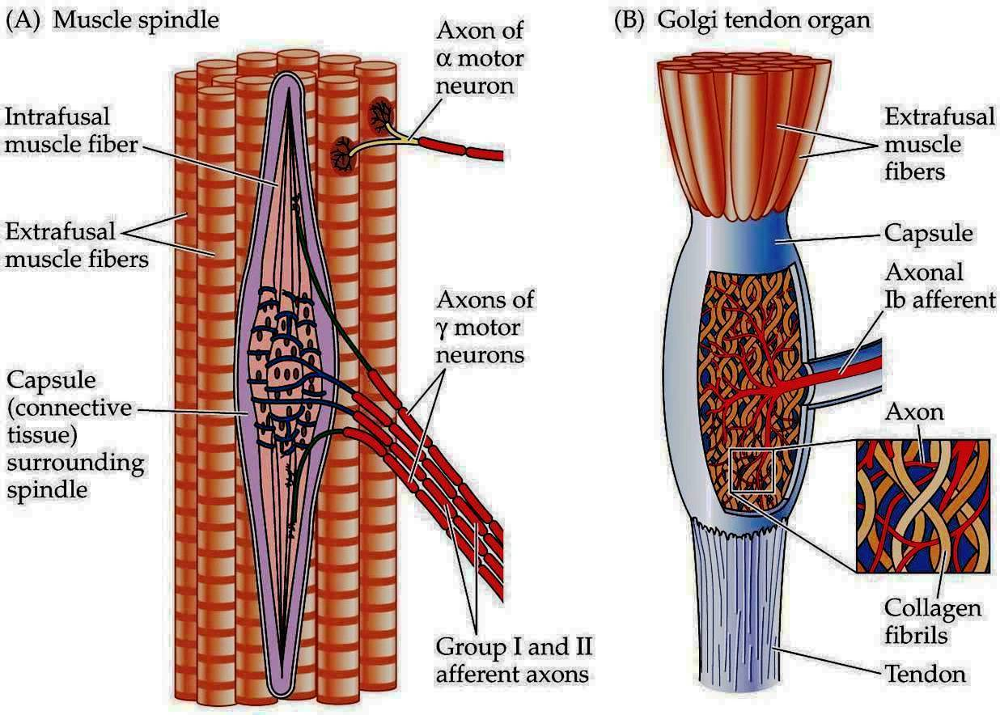 (A) Muscle spindle
Axon of
α motor
neuron
Intrafusal
muscle fiber
Extrafusal
muscle fibers
Axons of
γ motor
neurons
Capsule
(connective
tissue)
surrounding
spindle
Group I and II
afferent axons
(B) Golgi tendon organ
Extrafusal
muscle
fibers
Capsule
Axonal
Ib afferent
Axon
Collagen
fibrils
Tendon